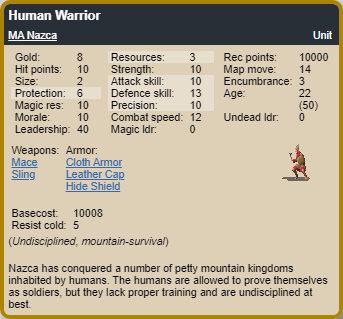 Human Warrior
MA Nazca Unit
Gold: 8 Resources: 3 Rec points: 10000
Hit points: 10 Strength: 10 Map move: 14
Size: 2 Attack skill: 10 Encumbrance: 3
Protection: 6 Defence skill: 13 Age: 22
Magic res: 10 Precision: 10 (50)
Morale: 10 Combat speed: 12 Undead ldr: 0
Leadership: 40 Magic ldr: 0
Weapons: Armor:
Mace Cloth Armor
Sling Leather Cap
Hide Shield
Basecost: 10008
Resist cold: 5
(Undisciplined, mountain-survival)
Nazca has conquered a number of petty mountain kingdoms
inhabited by humans. The humans are allowed to prove themselves
as soldiers, but they lack proper training and are undisciplined at
best.